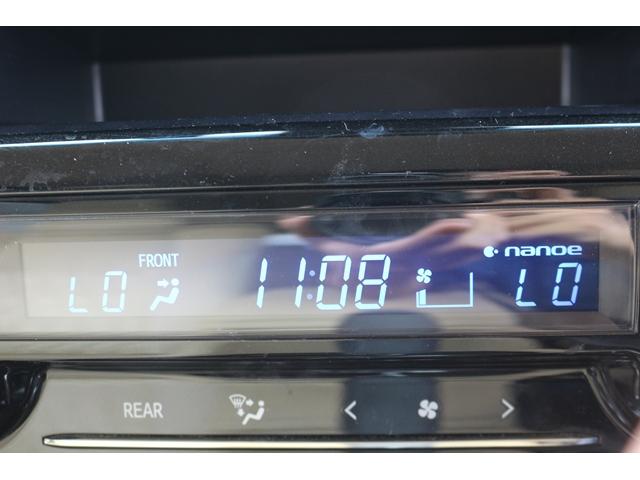 FRONT
nanoe
LO
11:08
LO
REAR